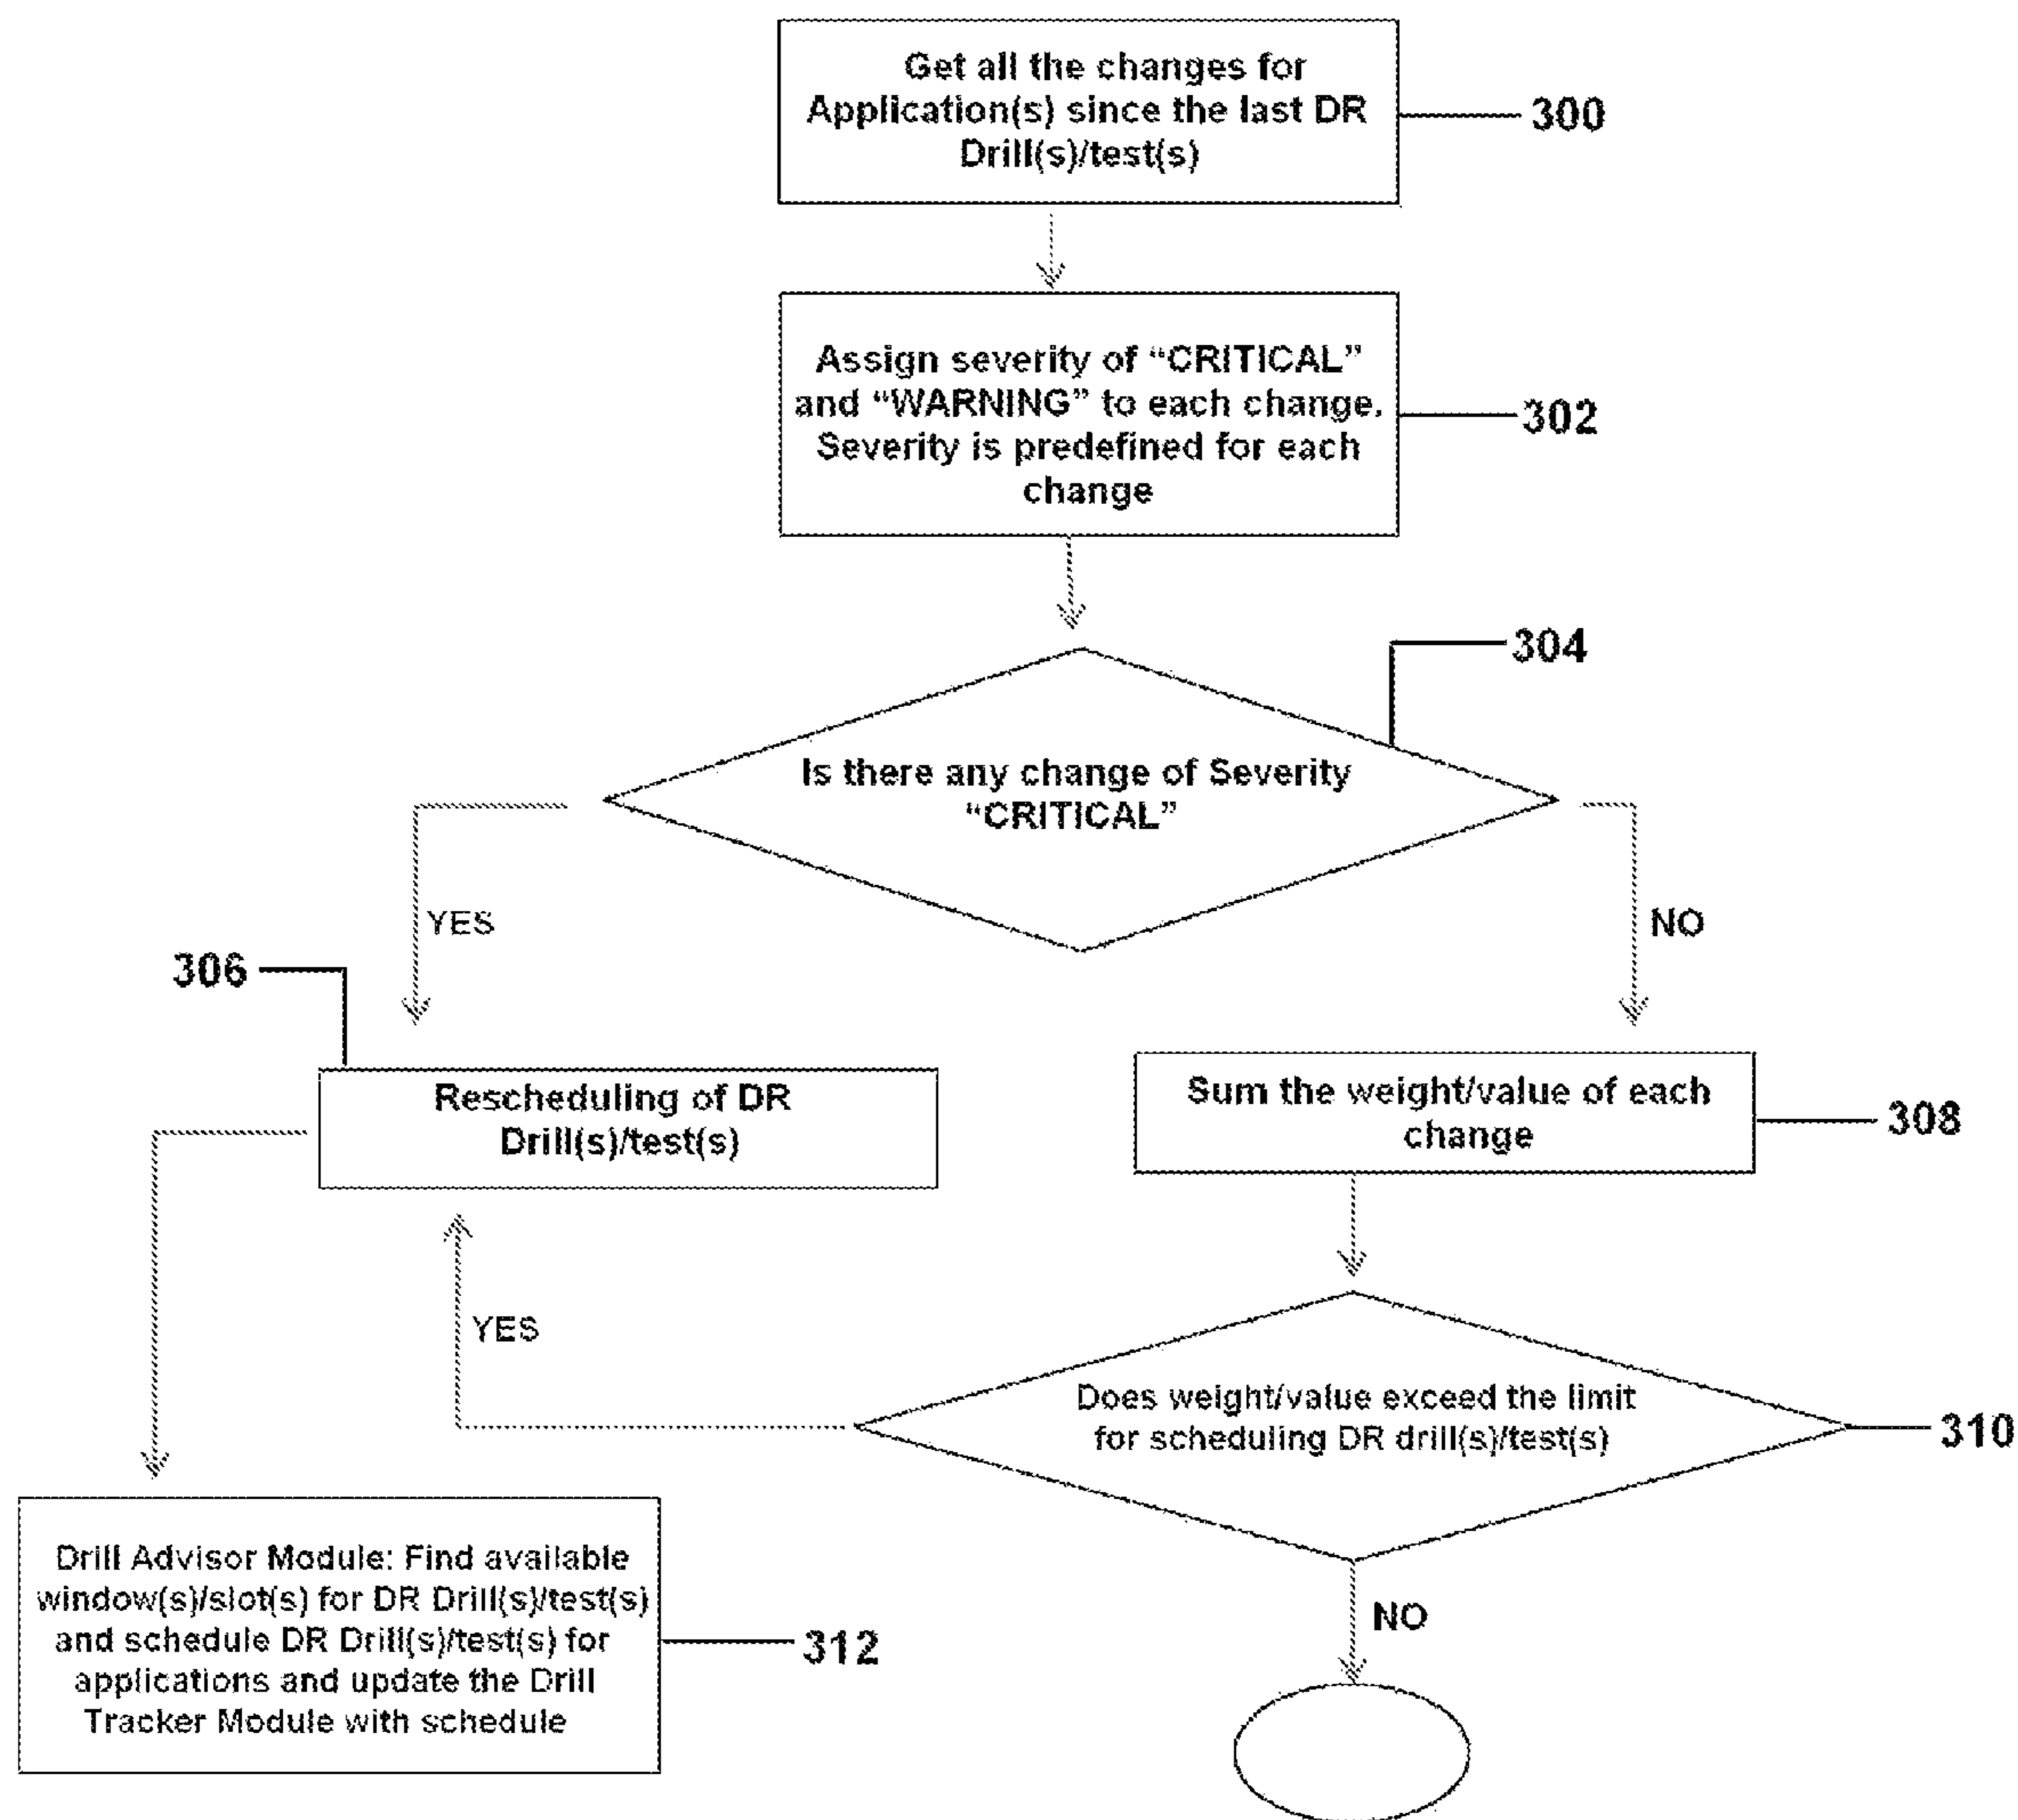 Get all the changes for
Application(s) since the last DR
Drill(s)/test(s)
300
Assign severity of “CRITICAL”
and “WARNING” to each change.
Severity is predefined for each
change
302
304
Is there any change of Severity
“CRITICAL”
YES
NO
306
Rescheduling of DR
Drill(s)/test(s)
Sum the weight/value of each
change
308
YES
Does weight/value exceed the limit
for scheduling DR drill(s)/test(s)
310
Drill Advisor Module: Find available
window(s)/slot(s) for DR Drill(s)/test(s)
and schedule DR Drill(s)/test(s) for
applications and update the Drill
Tracker Module with schedule
312
NO